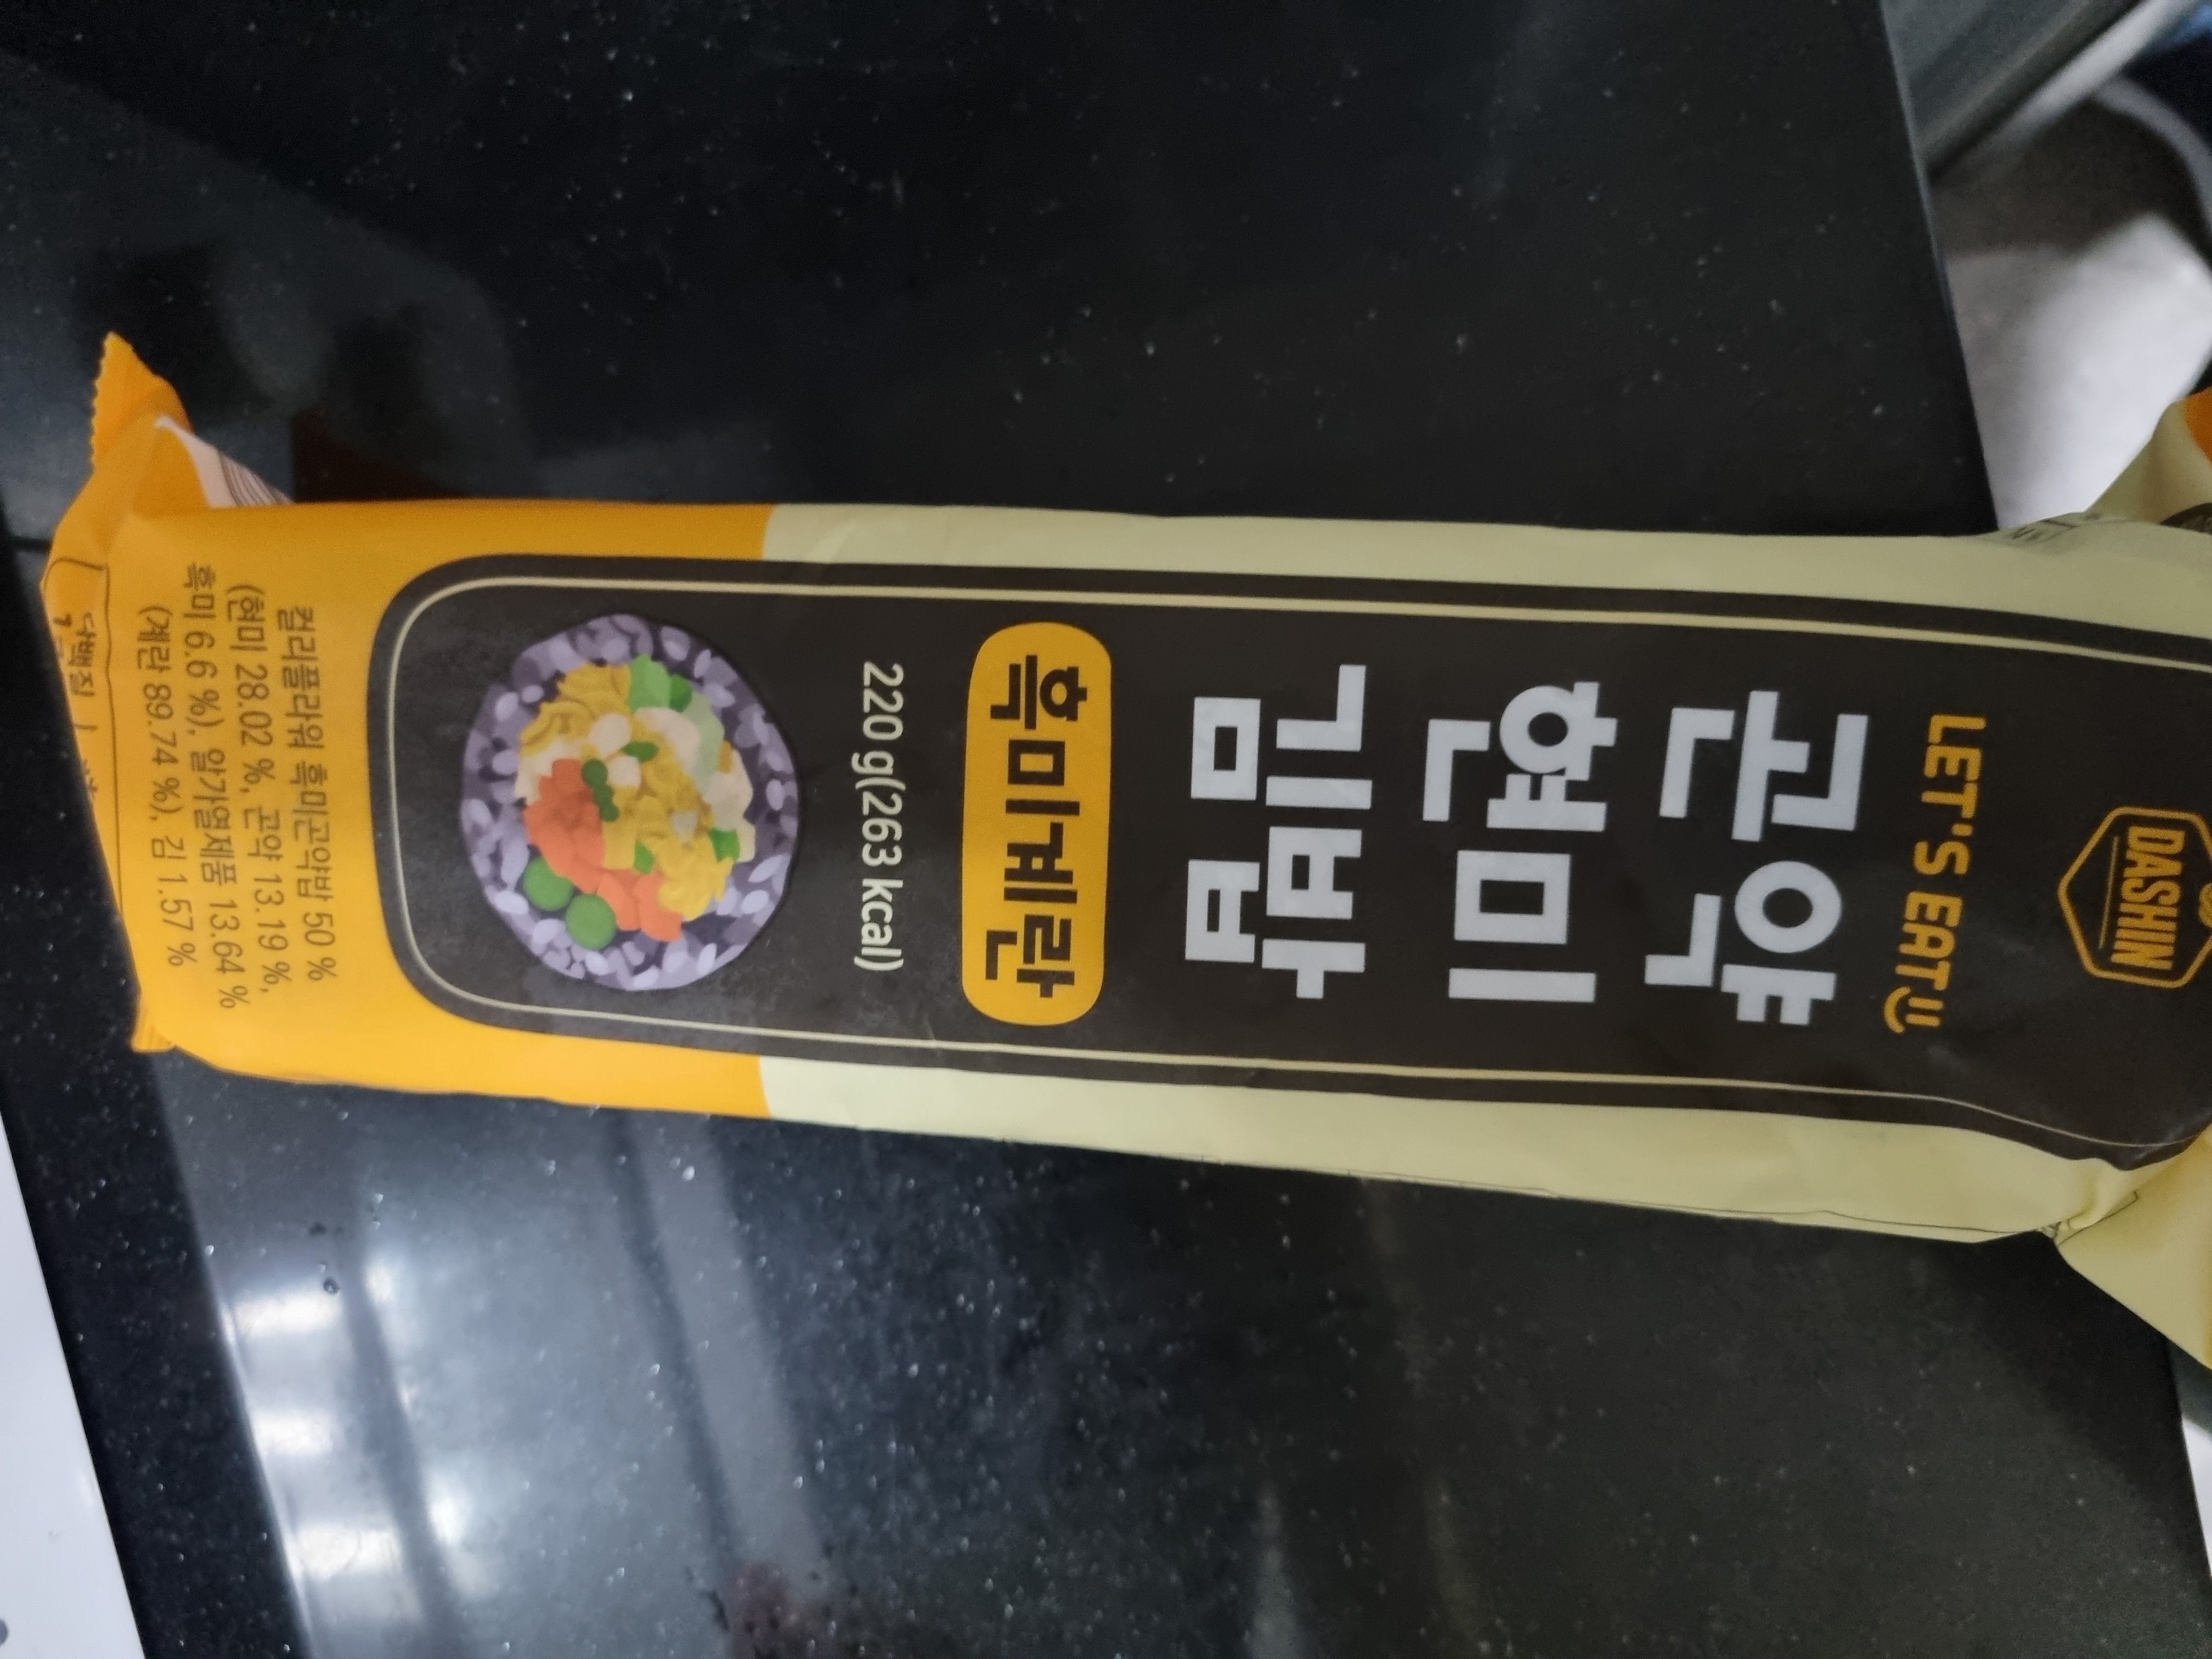 DASHIN
LET'S EAT
곤약
현미
김밥
흑미계란
220 g(263 kcal)
컬리플라워 흑미곤약밥 50 %
(현미 28.02 %, 곤약 13.19 %,
흑미 6.6 %), 알가열제품 13.64 %
(계란 89.74 %), 김 1.57 %